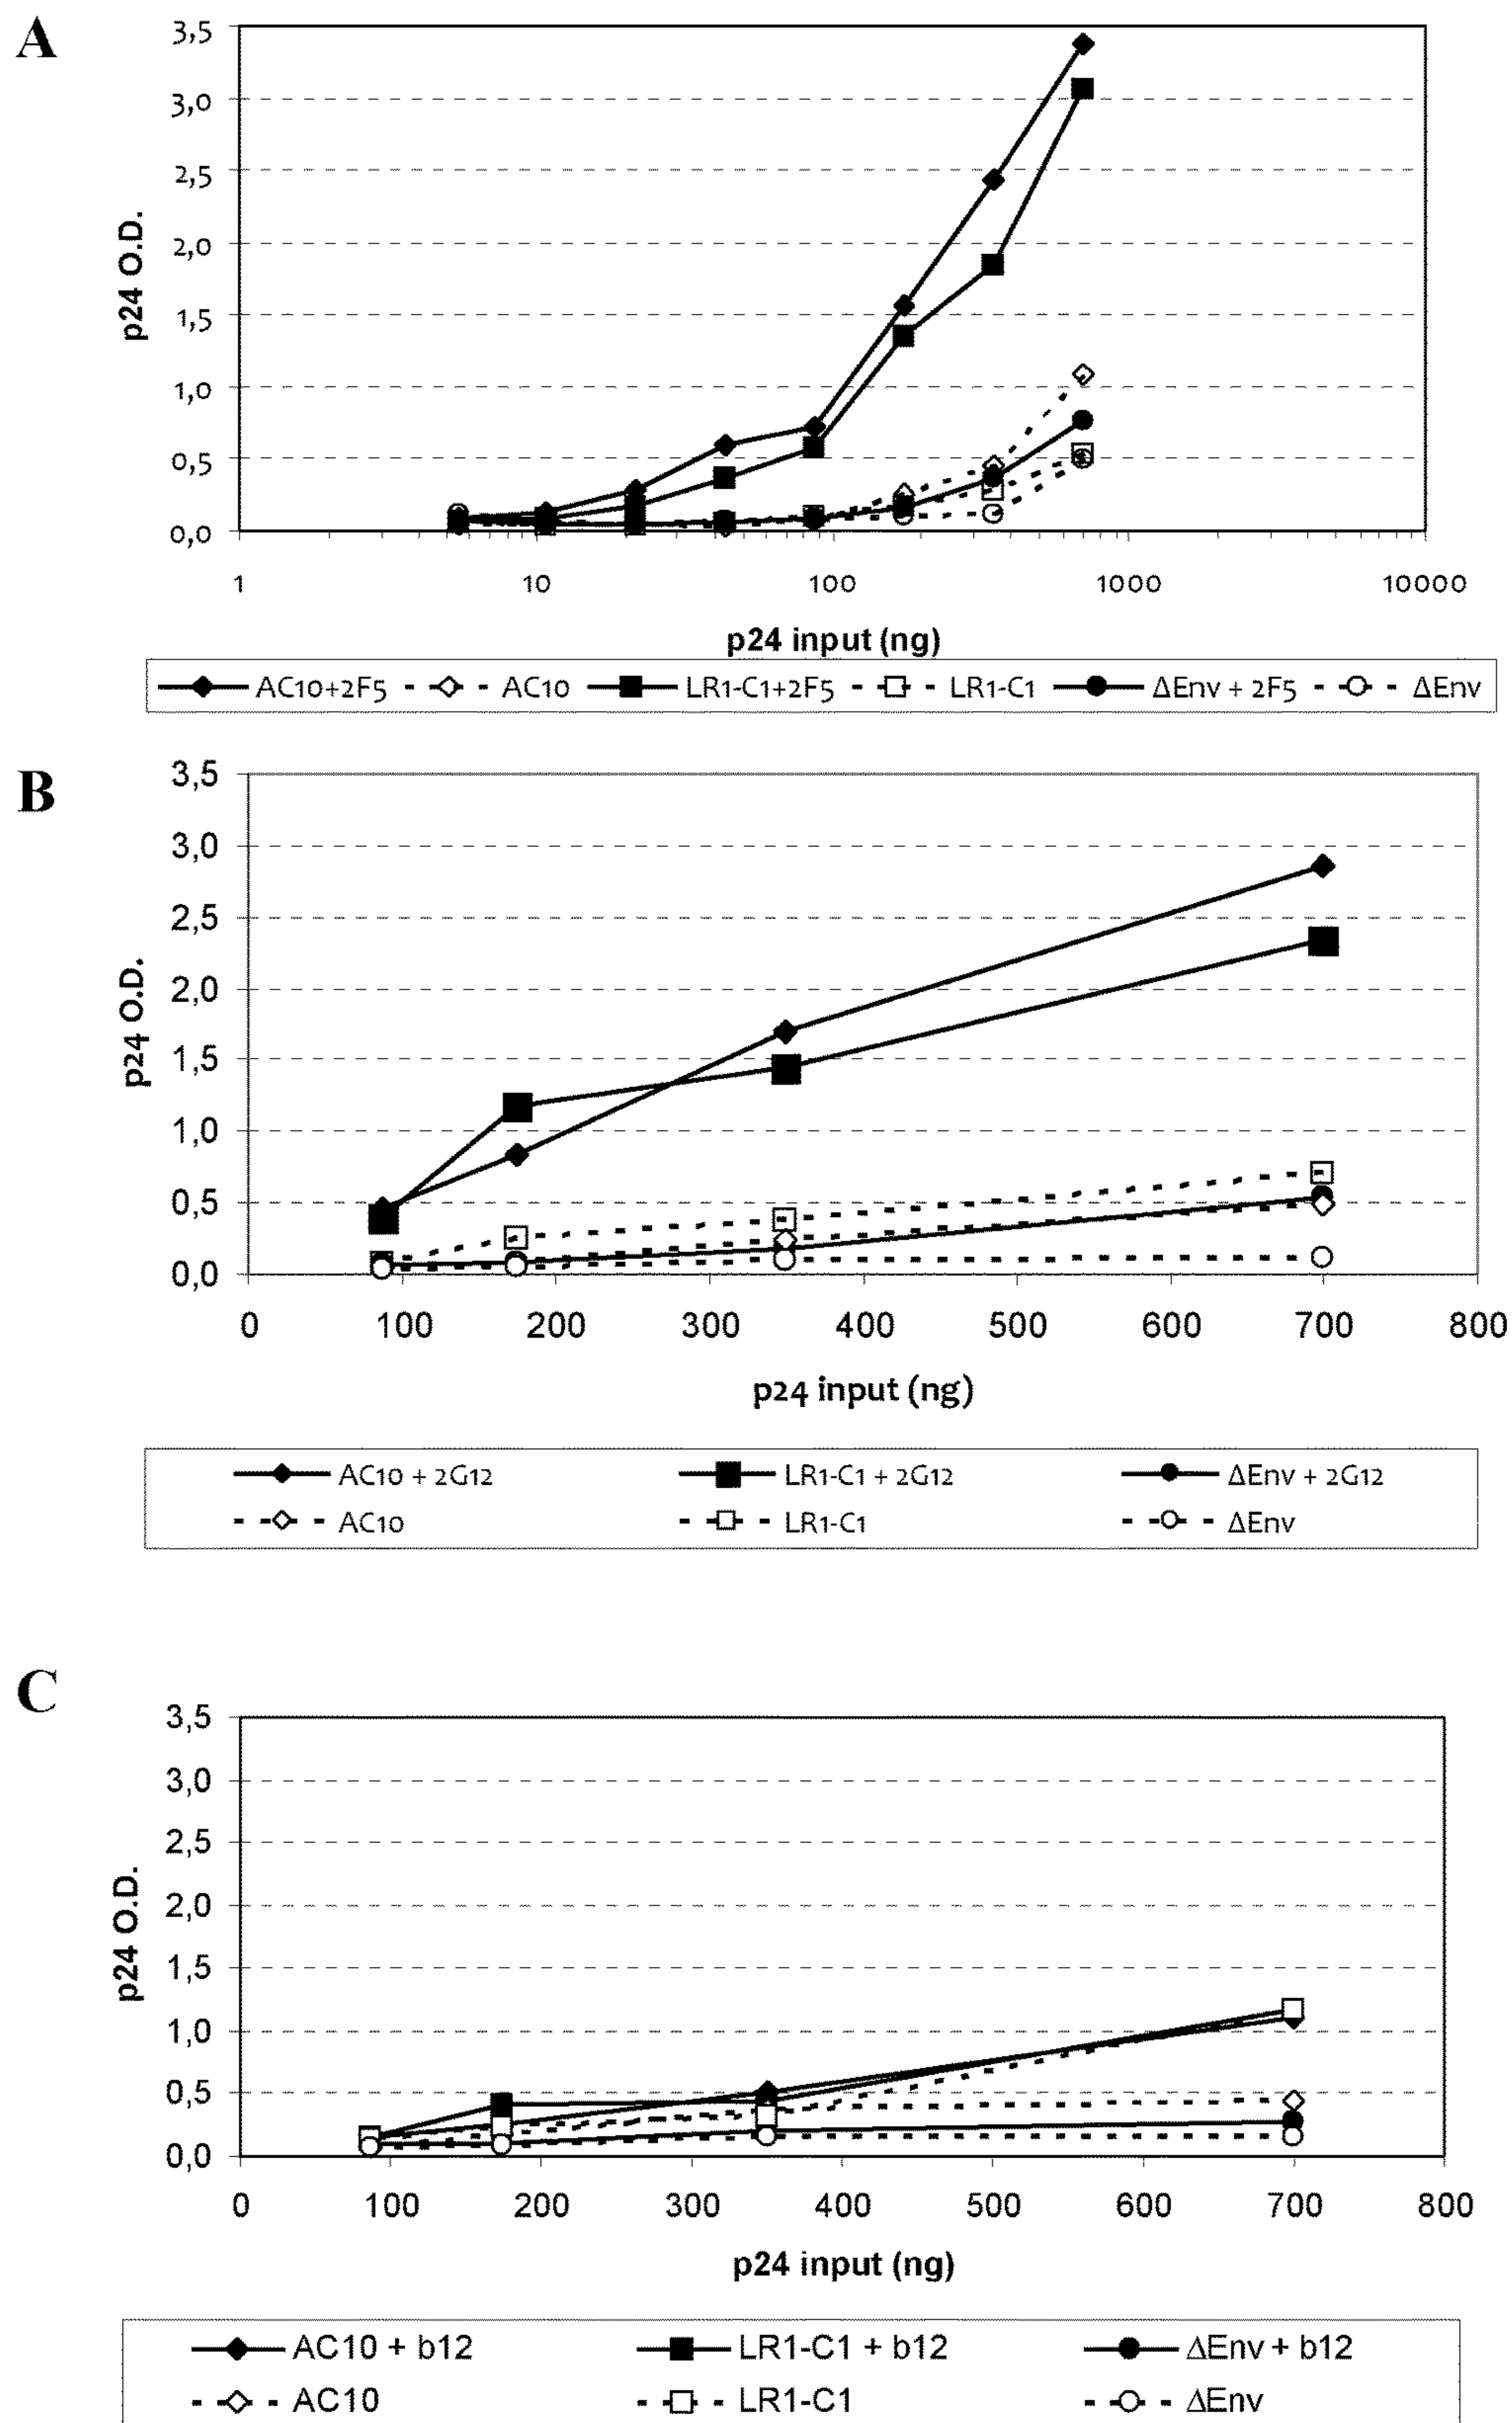 A
3,5
3,0
2,5
2,0
1,5
1,0
0,5
0,0
p24 O.D.
1 10 100 1000 10000
p24 input (ng)
AC10+2F5 AC10 LR1-C1+2F5 LR1-C1 ΔEnv + 2F5 ΔEnv
B
3,5
3,0
2,5
2,0
1,5
1,0
0,5
0,0
p24 O.D.
0 100 200 300 400 500 600 700 800
p24 input (ng)
AC10 + 2G12 LR1-C1 + 2G12 ΔEnv + 2G12
AC10 LR1-C1 ΔEnv
C
3,5
3,0
2,5
2,0
1,5
1,0
0,5
0,0
p24 O.D.
0 100 200 300 400 500 600 700 800
p24 input (ng)
AC10 + b12 LR1-C1 + b12 ΔEnv + b12
AC10 LR1-C1 ΔEnv